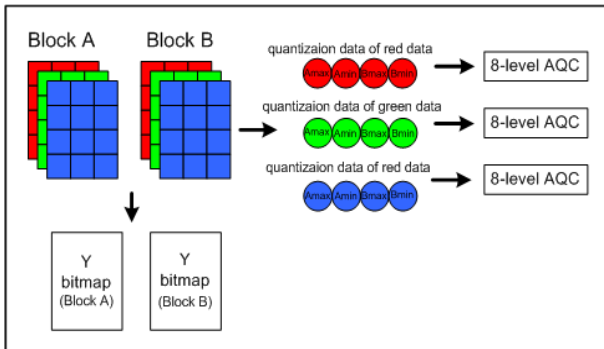 Block A
Block B
quantizaion data of red data
Amax Amin Bmax Bmin
8-level AQC
quantizaion data of green data
Amax Amin Bmax Bmin
8-level AQC
quantizaion data of red data
Amax Amin Bmax Bmin
8-level AQC
Y
bitmap
(Block A)
Y
bitmap
(Block B)